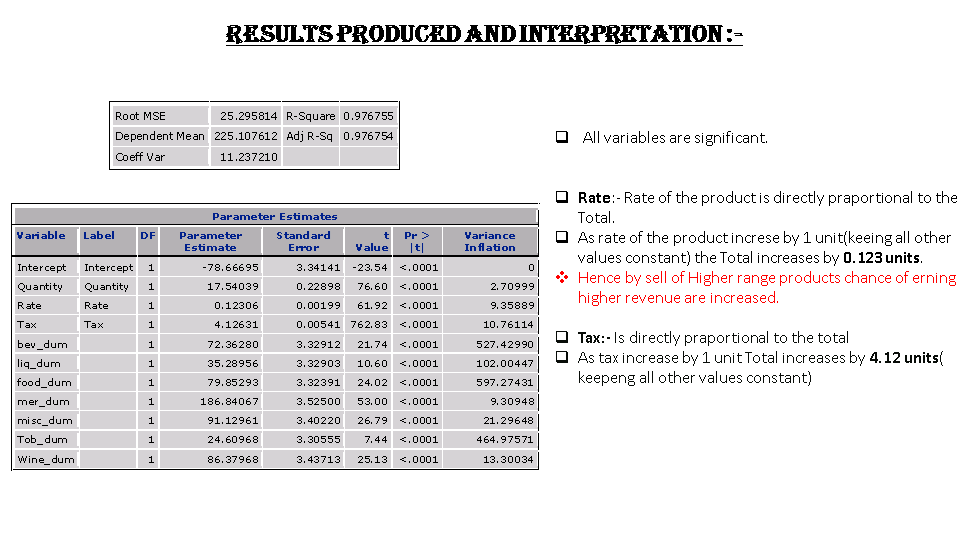 RESULTS PRODUCED AND INTERPRETATION :-
Root MSE 25.295814 R-Square 0.976755
Dependent Mean 225.107612 Adj R-Sq 0.976754
Coeff Var 11.237210
Parameter Estimates
Variable Label DF Parameter Estimate Standard Error t Value Pr > |t| Variance Inflation
Intercept Intercept 1 -78.66695 3.34141 -23.54 <.0001 0
Quantity Quantity 1 17.54039 0.22898 76.60 <.0001 2.70999
Rate Rate 1 0.12306 0.00199 61.92 <.0001 9.35889
Tax Tax 1 4.12631 0.00541 762.83 <.0001 10.76114
bev_dum 1 72.36280 3.32912 21.74 <.0001 527.42990
liq_dum 1 35.28956 3.32903 10.60 <.0001 102.00447
food_dum 1 79.85293 3.32391 24.02 <.0001 597.27431
mer_dum 1 186.84067 3.52500 53.00 <.0001 9.30948
misc_dum 1 91.12961 3.40220 26.79 <.0001 21.29648
Tob_dum 1 24.60968 3.30555 7.44 <.0001 464.97571
Wine_dum 1 86.37968 3.43713 25.13 <.0001 13.30034
All variables are significant.
Rate:- Rate of the product is directly praportional to the
Total.
As rate of the product increse by 1 unit(keeing all other
values constant) the Total increases by 0.123 units.
Hence by sell of Higher range products chance of erning
higher revenue are increased.
Tax:- Is directly praportional to the total
As tax increase by 1 unit Total increases by 4.12 units(
keepeng all other values constant)